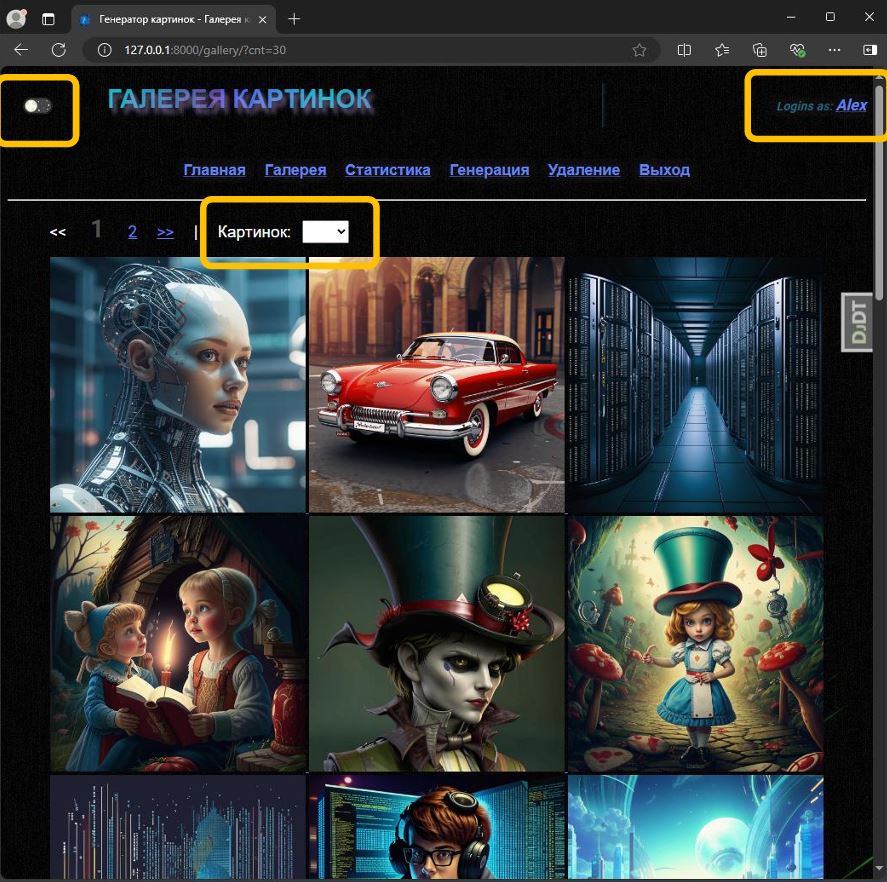 Генератор картинок - Галерея к
127.0.0.1:8000/gallery/?cnt=30
ГАЛЕРЕЯ КАРТИНОК
Logins as: Alex
Главная Галерея Статистика Генерация Удаление Выход
<< 1 2 >> | Картинок:
DJDT